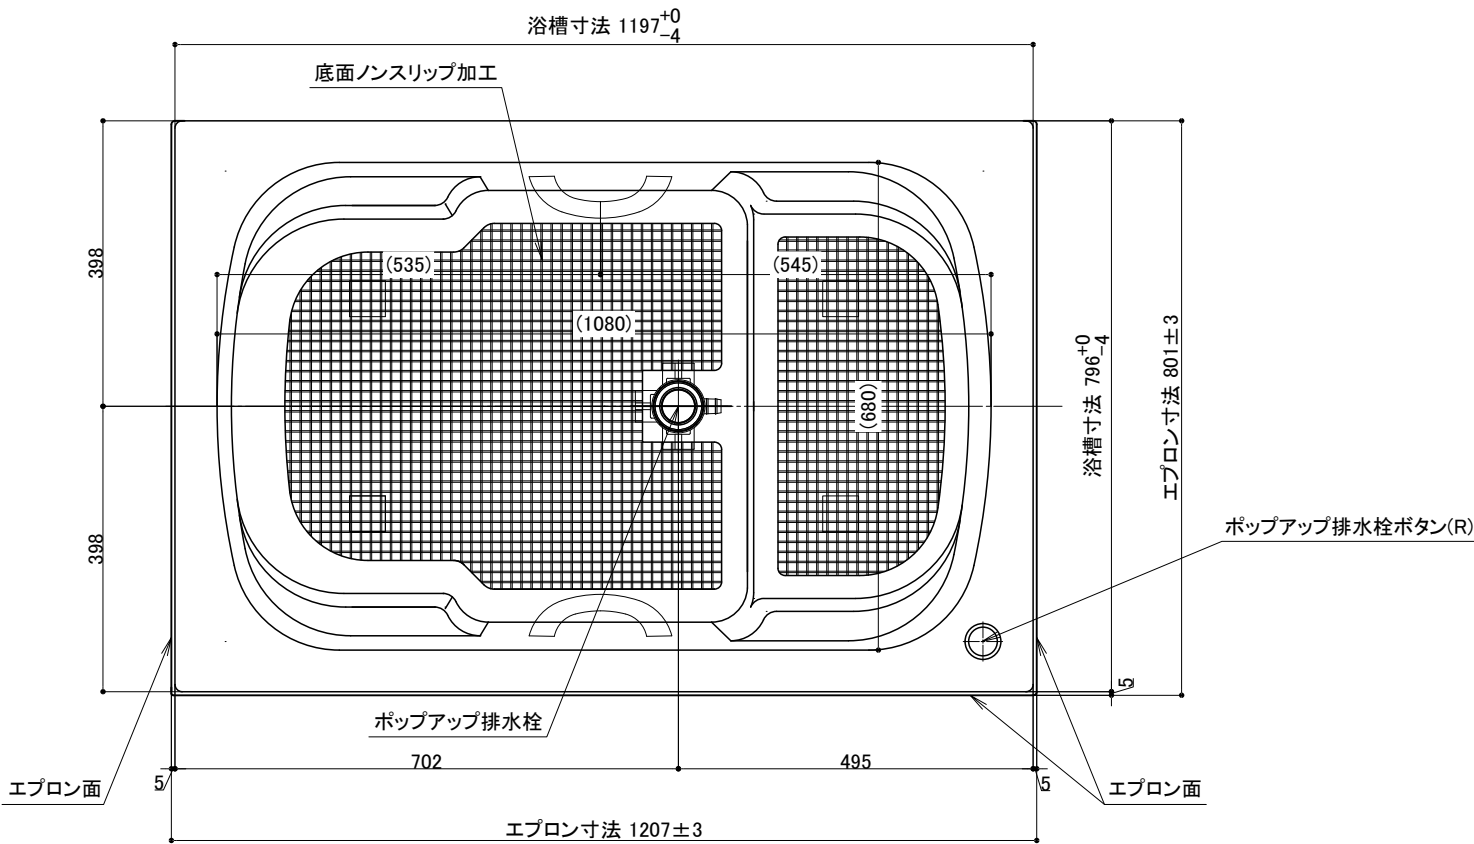 浴槽寸法 1197 +0 -4
底面ノンスリップ加工
398
(535)
(545)
(1080)
(680)
浴槽寸法 796 +0 -4
エプロン寸法 801±3
398
ポップアップ排水栓ボタン(R)
5
ポップアップ排水栓
702
495
5
5
エプロン面
エプロン面
エプロン寸法 1207±3